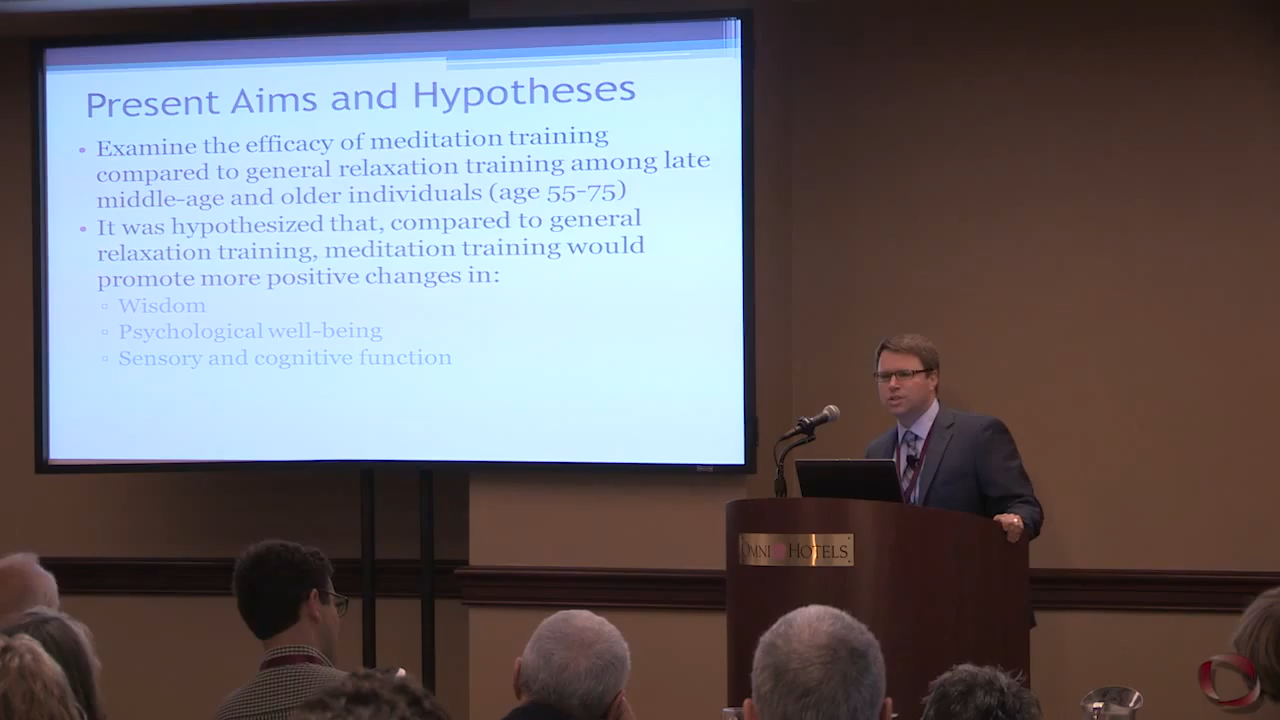 Present Aims and Hypotheses
• Examine the efficacy of meditation training
compared to general relaxation training among late
middle-age and older individuals (age 55-75)
• It was hypothesized that, compared to general
relaxation training, meditation training would
promote more positive changes in:
▫ Wisdom
▫ Psychological well-being
▫ Sensory and cognitive function
OMNI HOTELS